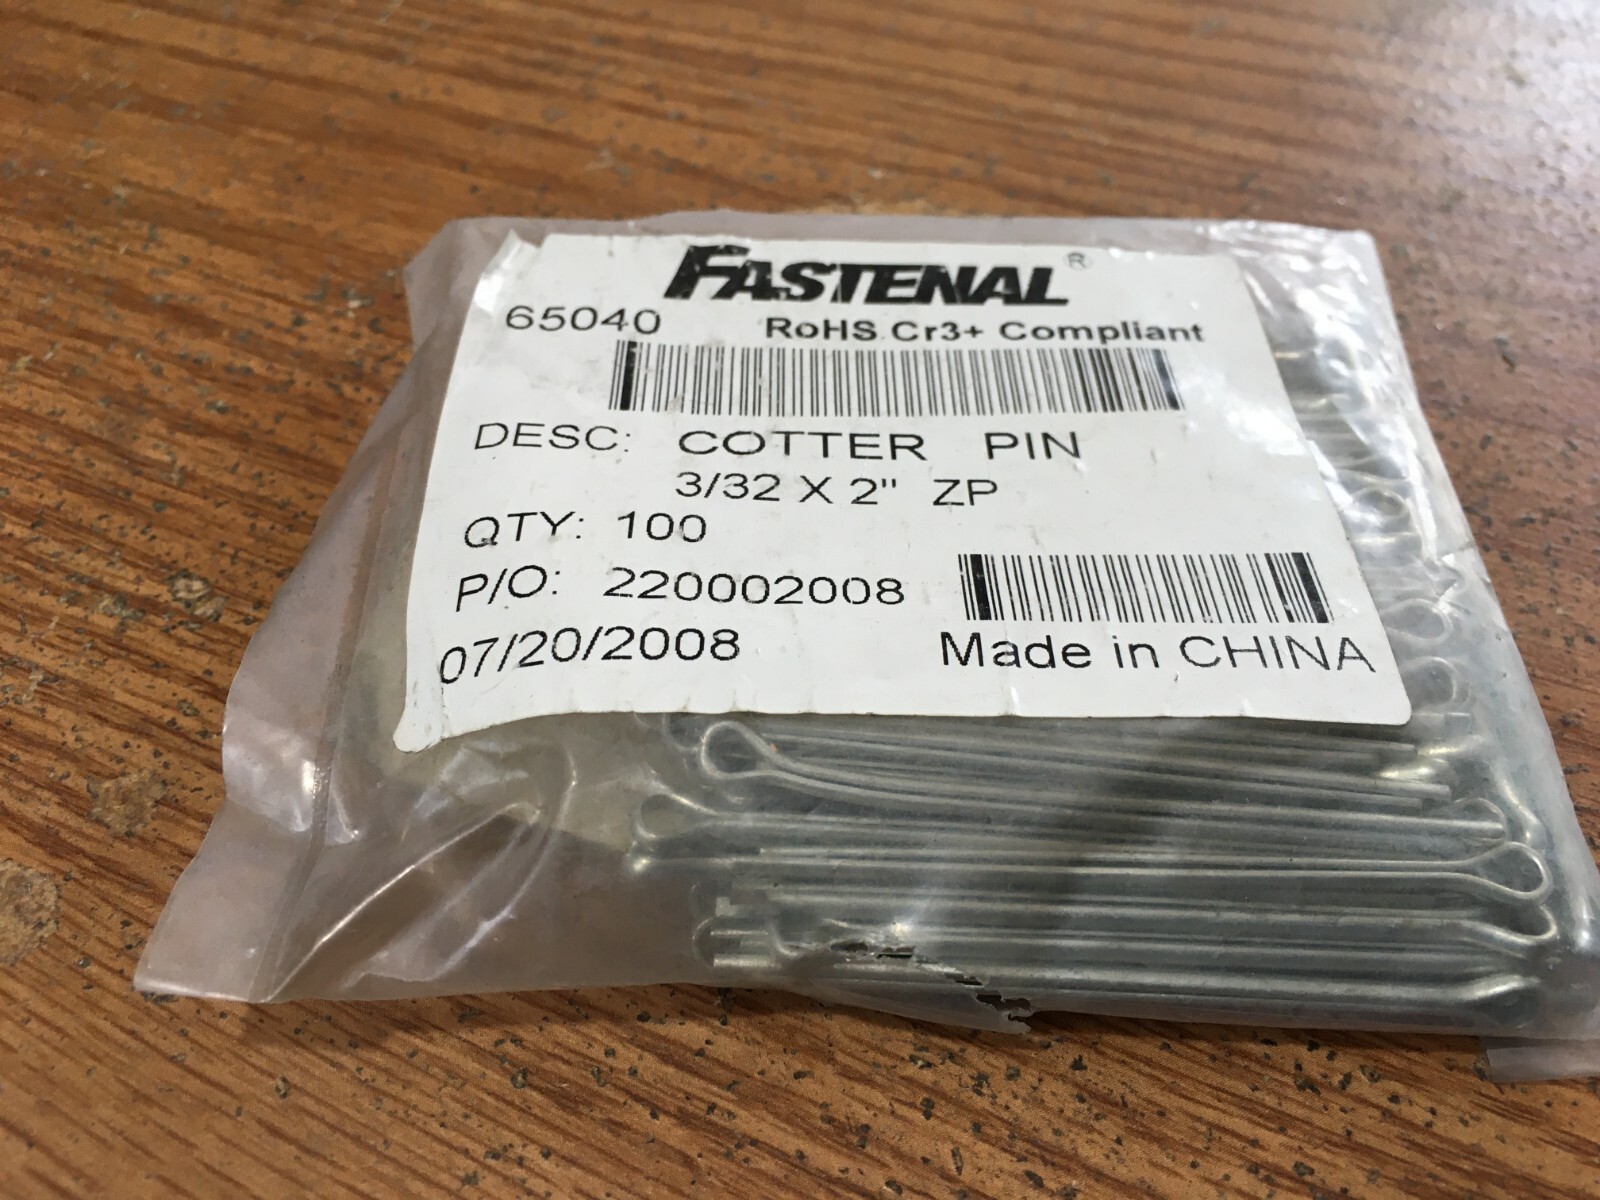 FASTENAL®
65040 RoHS Cr3+ Compliant
DESC: COTTER PIN
3/32 X 2" ZP
QTY: 100
P/O: 220002008
07/20/2008 Made in CHINA